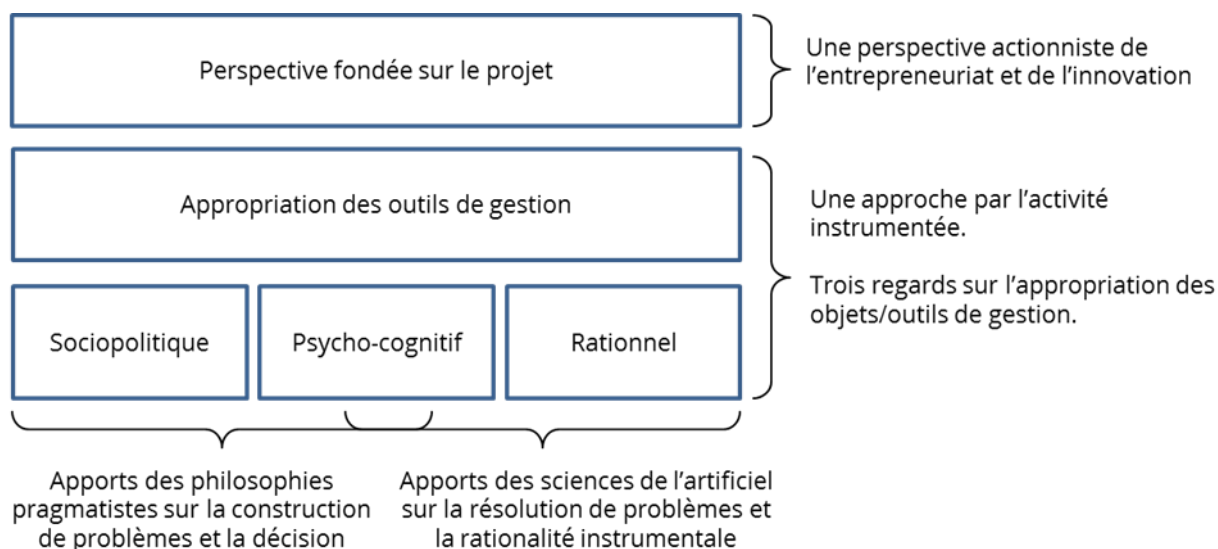 Perspective fondée sur le projet
Une perspective actionniste de
l’entrepreneuriat et de l’innovation
Appropriation des outils de gestion
Une approche par l’activité
instrumentée.
Trois regards sur l’appropriation des
objets/outils de gestion.
Sociopolitique
Psycho-cognitif
Rationnel
Apports des philosophies
pragmatistes sur la construction
de problèmes et la décision
Apports des sciences de l’artificiel
sur la résolution de problèmes et
la rationalité instrumentale